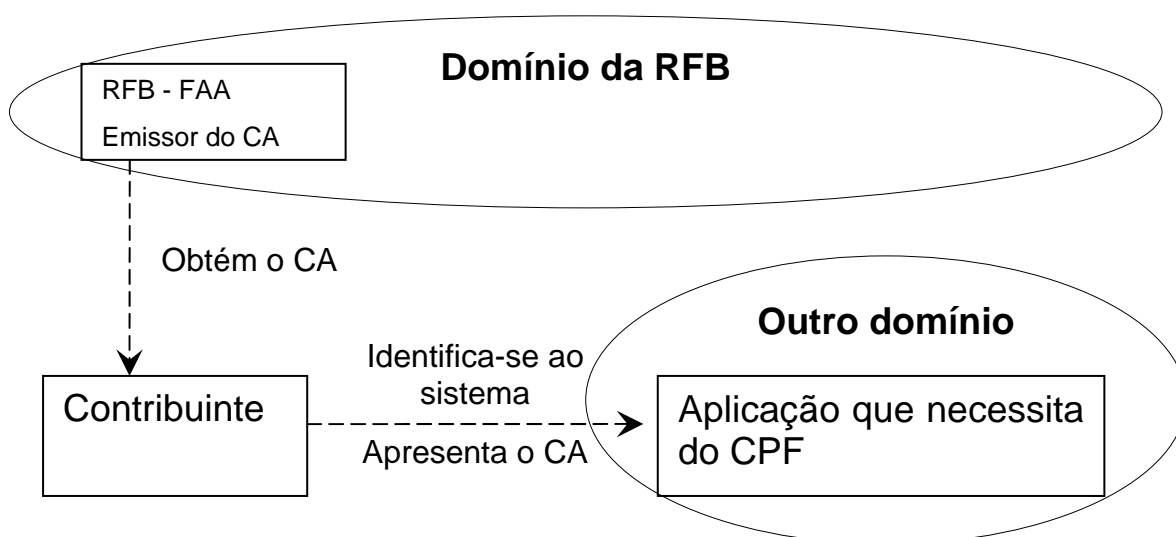 Domínio da RFB
RFB - FAA
Emissor do CA
Obtém o CA
Outro domínio
Identifica-se ao
sistema
Contribuinte
Apresenta o CA
Aplicação que necessita
do CPF